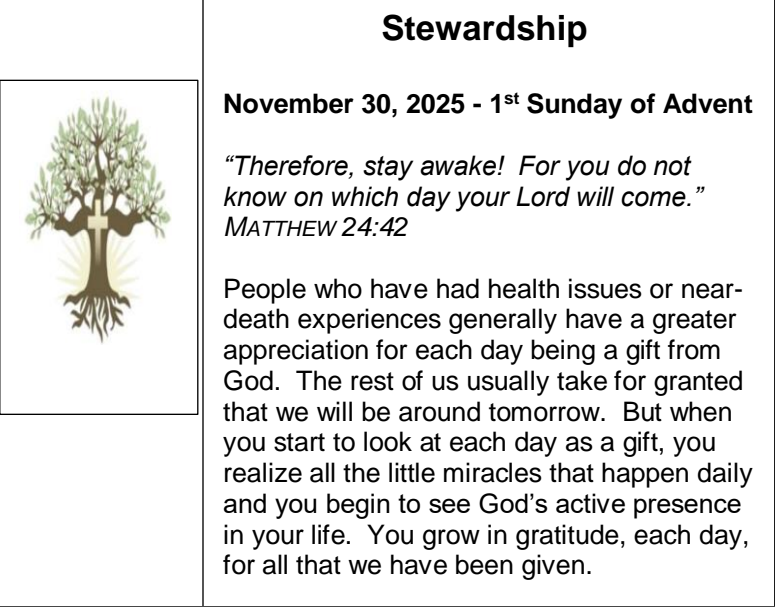 Stewardship
November 30, 2025 - 1st Sunday of Advent
“Therefore, stay awake!  For you do not
know on which day your Lord will come.”
MATTHEW 24:42
People who have had health issues or near-
death experiences generally have a greater
appreciation for each day being a gift from
God.  The rest of us usually take for granted
that we will be around tomorrow.  But when
you start to look at each day as a gift, you
realize all the little miracles that happen daily
and you begin to see God’s active presence
in your life.  You grow in gratitude, each day,
for all that we have been given.